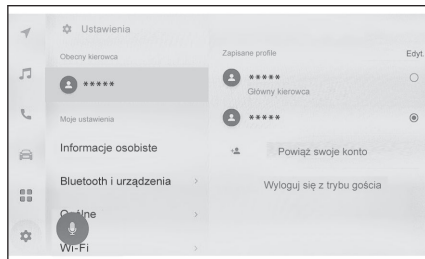 Ustawienia
Obecny kierowca
*****
Moje ustawienia
Informacje osobiste
Bluetooth i urządzenia
Ogólne
Wi-Fi
Zapisane profile
Edyt.
*****
Główny kierowca
*****
Powiąż swoje konto
Wyloguj się z trybu gościa